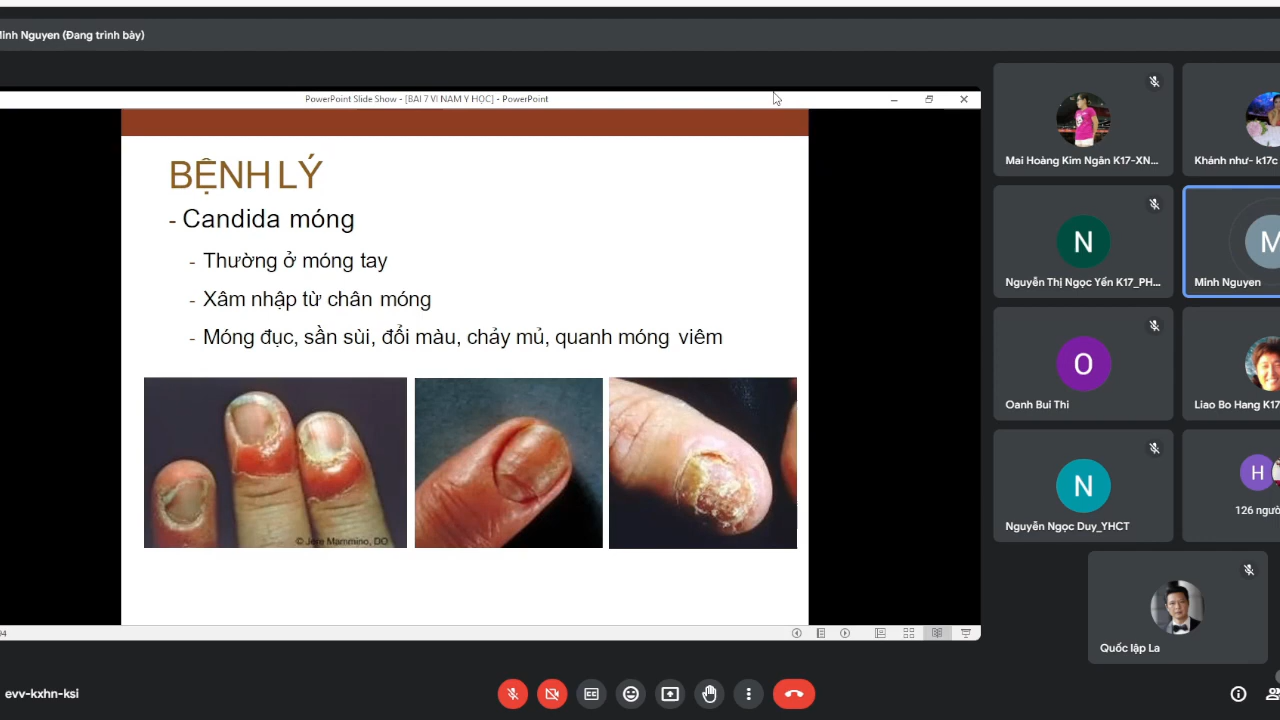 Minh Nguyen (Đang trình bày)
PowerPoint Slide Show - [BAI 7 VI NAM Y HỌC] - PowerPoint
BỆNH LÝ
- Candida móng
- Thường ở móng tay
- Xâm nhập từ chân móng
- Móng đục, sần sùi, đổi màu, chảy mủ, quanh móng viêm
© Jere Mammino, DO
Mai Hoàng Kim Ngân K17-XN...
Khánh như- k17c
N
Nguyễn Thị Ngọc Yến K17_PH...
M
Minh Nguyen
O
Oanh Bui Thi
Liao Bo Hang K17
N
Nguyễn Ngọc Duy_YHCT
H
126 ngườ
Quốc lập La
evv-kxhn-ksi